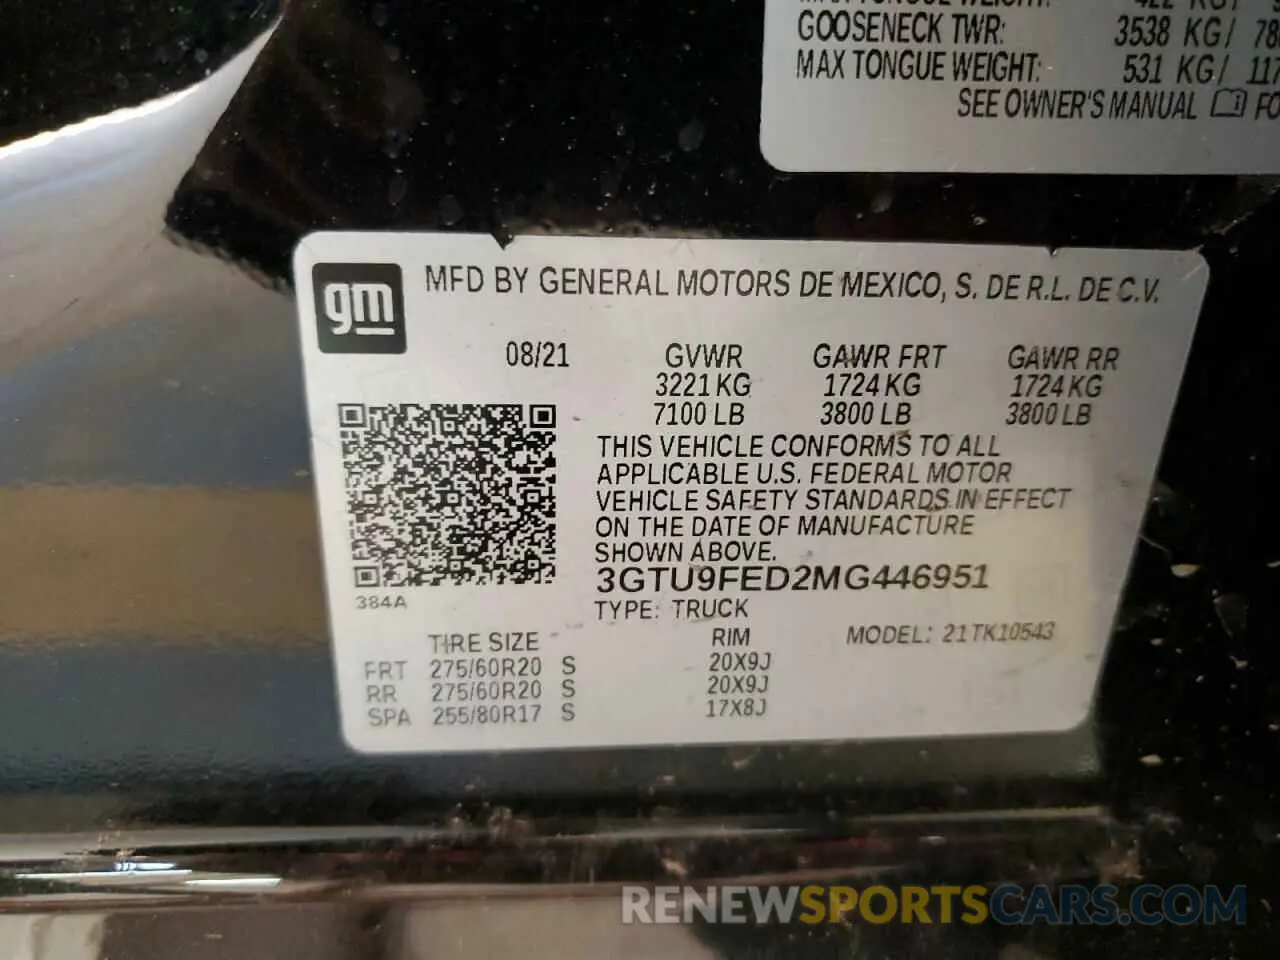 GOOSENECK TWR: 3538 KG/ 78
MAX TONGUE WEIGHT: 531 KG/ 117
SEE OWNER'S MANUAL FO
gm
MFD BY GENERAL MOTORS DE MEXICO, S. DE R.L. DE C.V.
08/21 GVWR GAWR FRT GAWR RR
3221 KG 1724 KG 1724 KG
7100 LB 3800 LB 3800 LB
THIS VEHICLE CONFORMS TO ALL
APPLICABLE U.S. FEDERAL MOTOR
VEHICLE SAFETY STANDARDS IN EFFECT
ON THE DATE OF MANUFACTURE
SHOWN ABOVE.
3GTU9FED2MG446951
384A
TYPE: TRUCK
TIRE SIZE RIM MODEL: 21TK10543
FRT 275/60R20 S 20X9J
RR 275/60R20 S 20X9J
SPA 255/80R17 S 17X8J
RENEWSPORTSCARS.COM